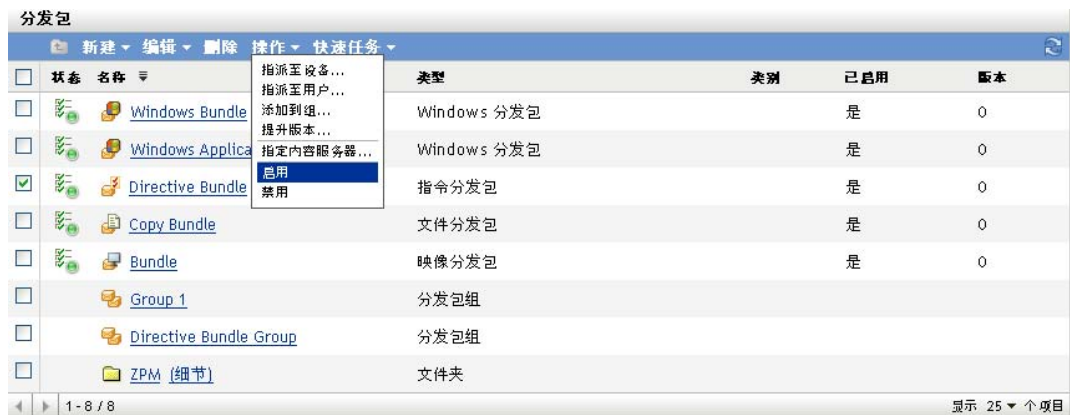 分发包
新建 编辑 删除 操作 快速任务
状态 名称 类型 类别 已启用 版本
指派至设备...
指派至用户...
添加到组...
提升版本...
指定内容服务器...
启用
禁用
Windows Bundle Windows 分发包 是 0
Windows Applica Windows 分发包 是 0
Directive Bundle 指令分发包 是 0
Copy Bundle 文件分发包 是 0
Bundle 映像分发包 是 0
Group 1 分发包组
Directive Bundle Group 分发包组
ZPM (细节) 文件夹
1 - 8 / 8 显示 25 个项目